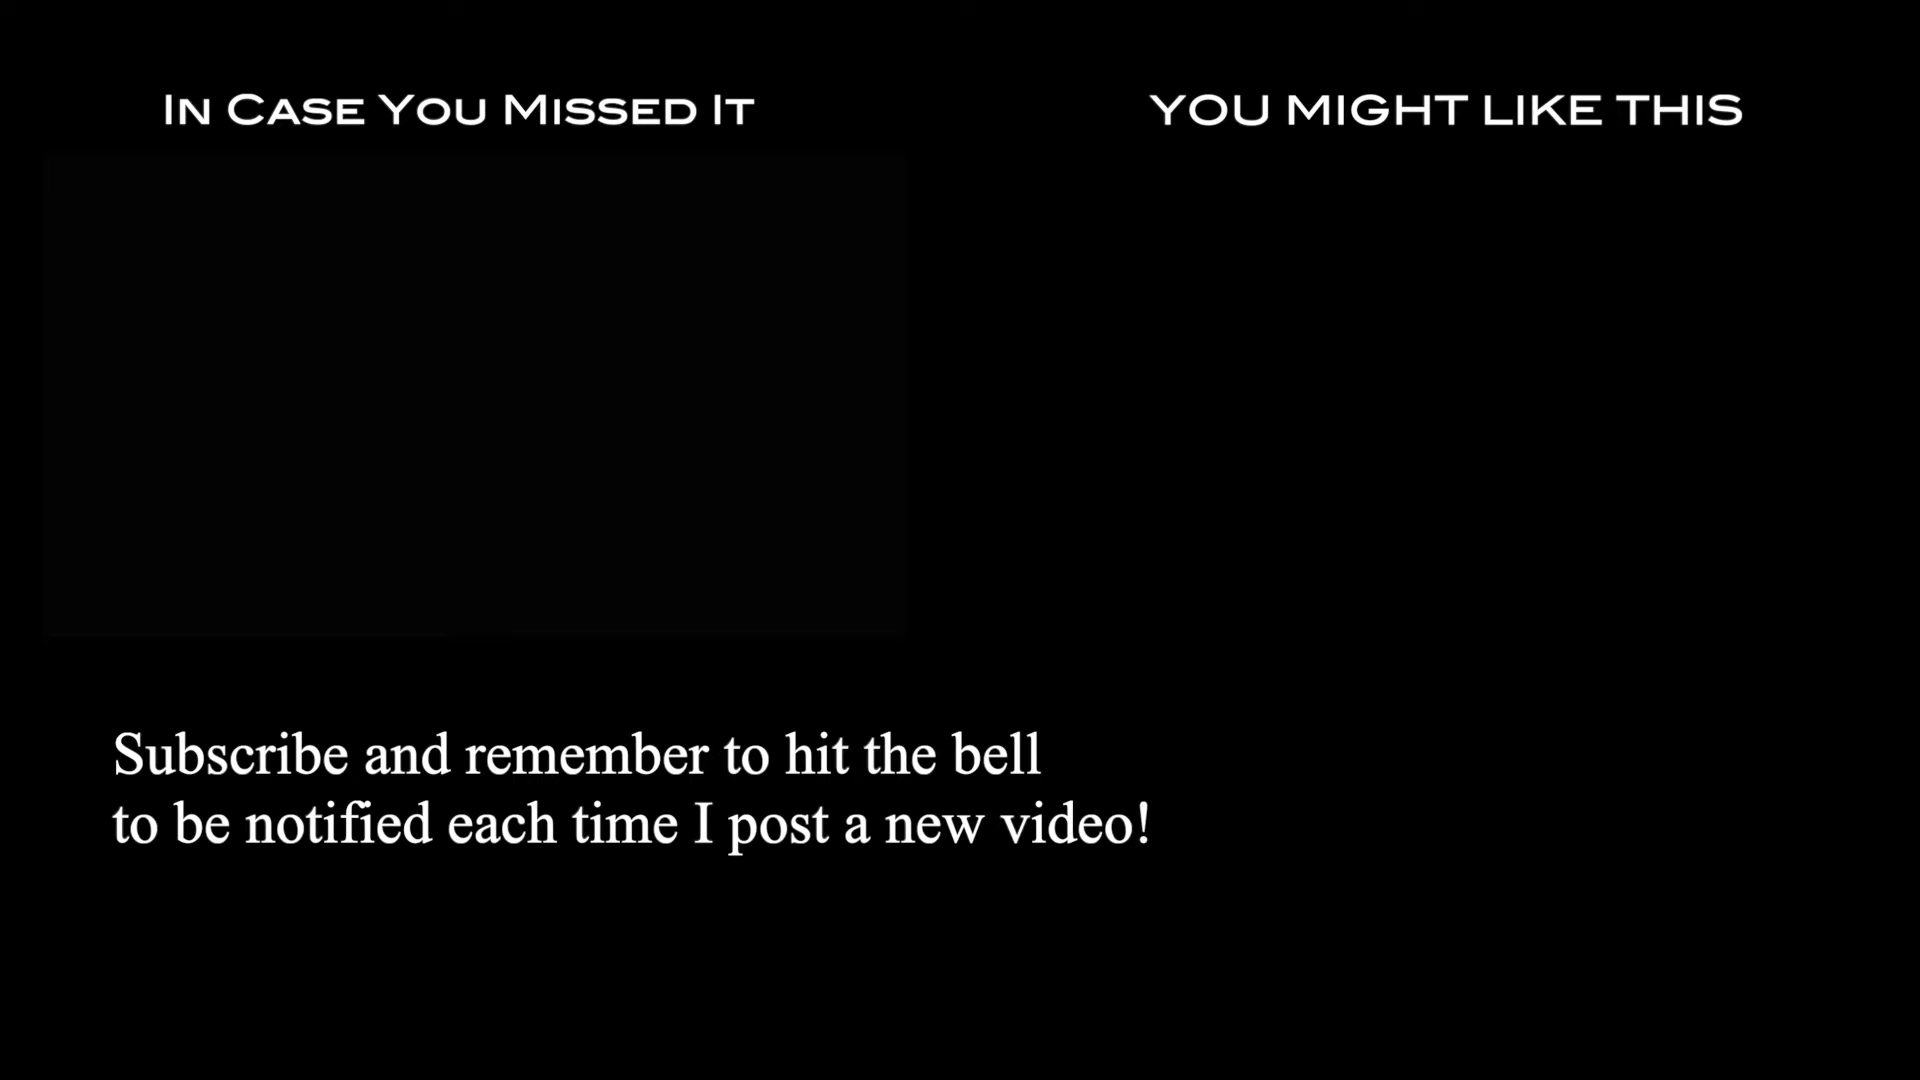 In Case You Missed It
YOU MIGHT LIKE THIS
Subscribe and remember to hit the bell
to be notified each time I post a new video!